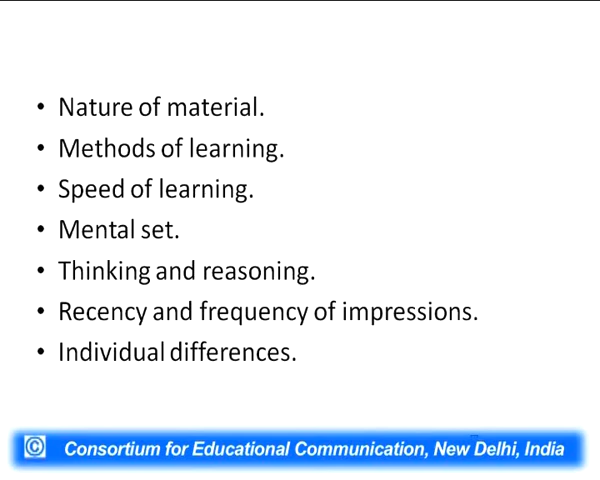 • Nature of material.
• Methods of learning.
• Speed of learning.
• Mental set.
• Thinking and reasoning.
• Recency and frequency of impressions.
• Individual differences.
© Consortium for Educational Communication, New Delhi, India